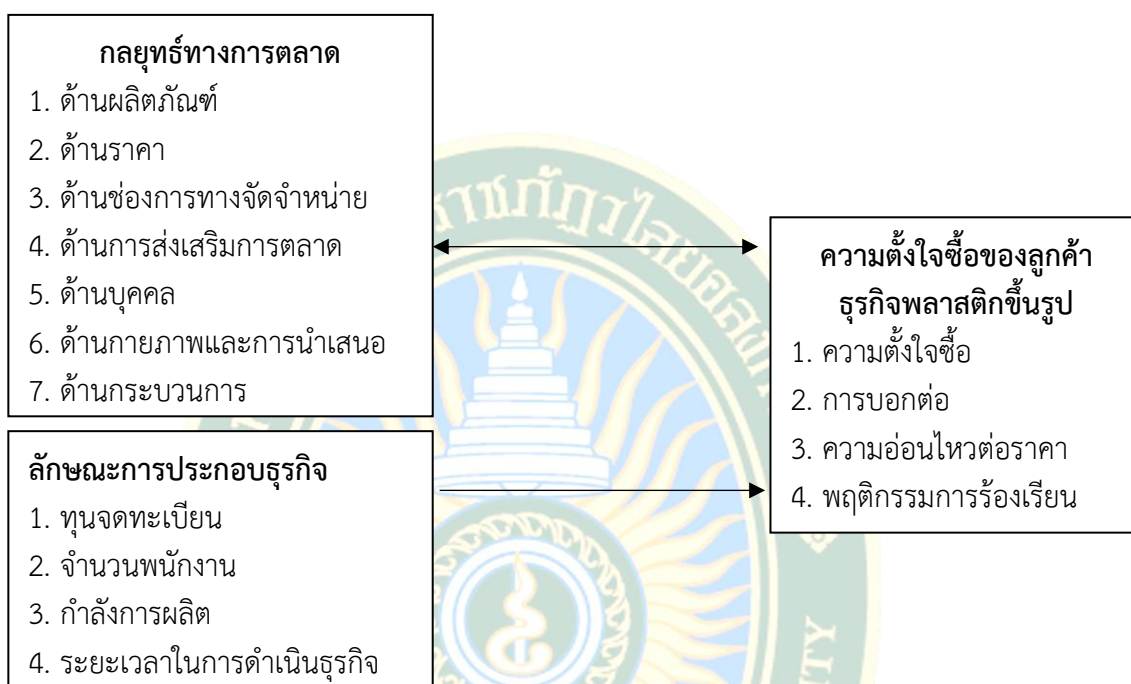 กลยุทธ์ทางการตลาด
1. ด้านผลิตภัณฑ์
2. ด้านราคา
3. ด้านช่องการทางจัดจำหน่าย
4. ด้านการส่งเสริมการตลาด
5. ด้านบุคคล
6. ด้านกายภาพและการนำเสนอ
7. ด้านกระบวนการ
ลักษณะการประกอบธุรกิจ
1. ทุนจดทะเบียน
2. จำนวนพนักงาน
3. กำลังการผลิต
4. ระยะเวลาในการดำเนินธุรกิจ
ความตั้งใจซื้อของลูกค้า
ธุรกิจพลาสติกขึ้นรูป
1. ความตั้งใจซื้อ
2. การบอกต่อ
3. ความอ่อนไหวต่อราคา
4. พฤติกรรมการร้องเรียน